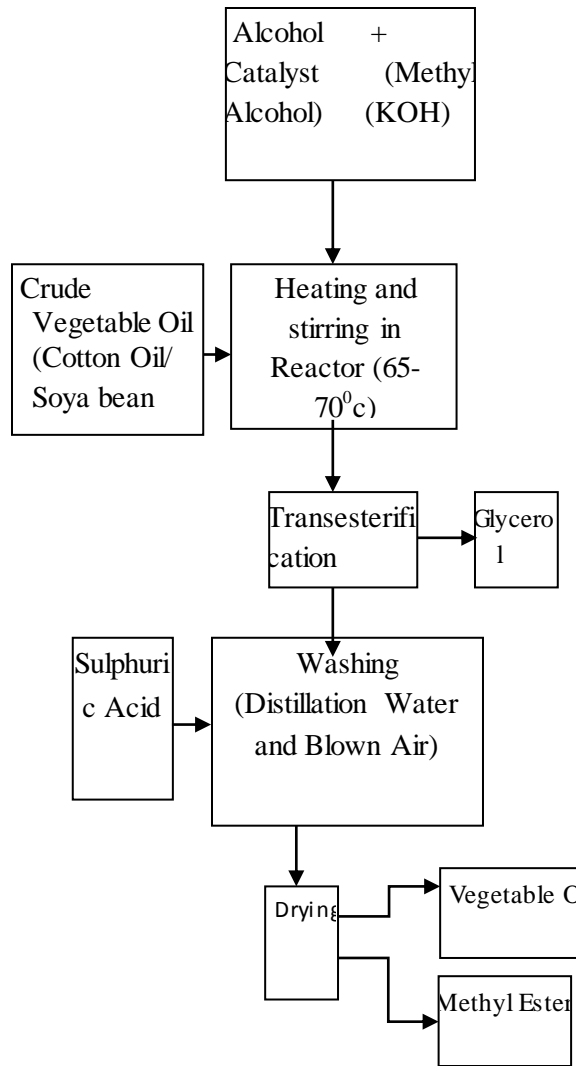 Alcohol +
Catalyst (Methyl
Alcohol) (KOH)
Crude
Vegetable Oil
(Cotton Oil/
Soya bean
Heating and
stirring in
Reactor (65-
70⁰c)
Transesterifi
cation
Glycero
l
Sulphuri
c Acid
Washing
(Distillation Water
and Blown Air)
Drying
Vegetable O
Methyl Ester